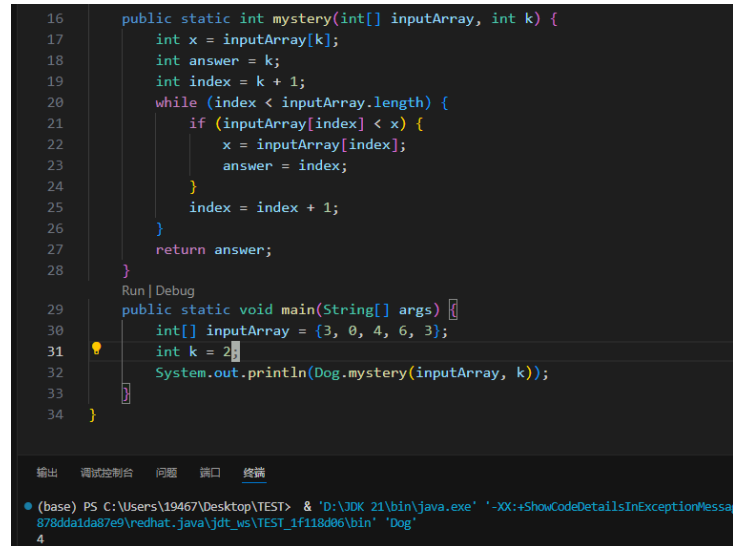 16 public static int mystery(int[] inputArray, int k) {
17 int x = inputArray[k];
18 int answer = k;
19 int index = k + 1;
20 while (index < inputArray.length) {
21 if (inputArray[index] < x) {
22 x = inputArray[index];
23 answer = index;
24 }
25 index = index + 1;
26 }
27 return answer;
28 }
Run | Debug
29 public static void main(String[] args) {
30 int[] inputArray = {3, 0, 4, 6, 3};
31 int k = 2;
32 System.out.println(Dog.mystery(inputArray, k));
33 }
34 }
输出 调试控制台 问题 端口 终端
(base) PS C:\Users\19467\Desktop\TEST> & 'D:\JDK 21\bin\java.exe' '-XX:+ShowCodeDetailsInExceptionMessag
878dda1da87e9\redhat.java\jdt_ws\TEST_1f118d06\bin' 'Dog'
4